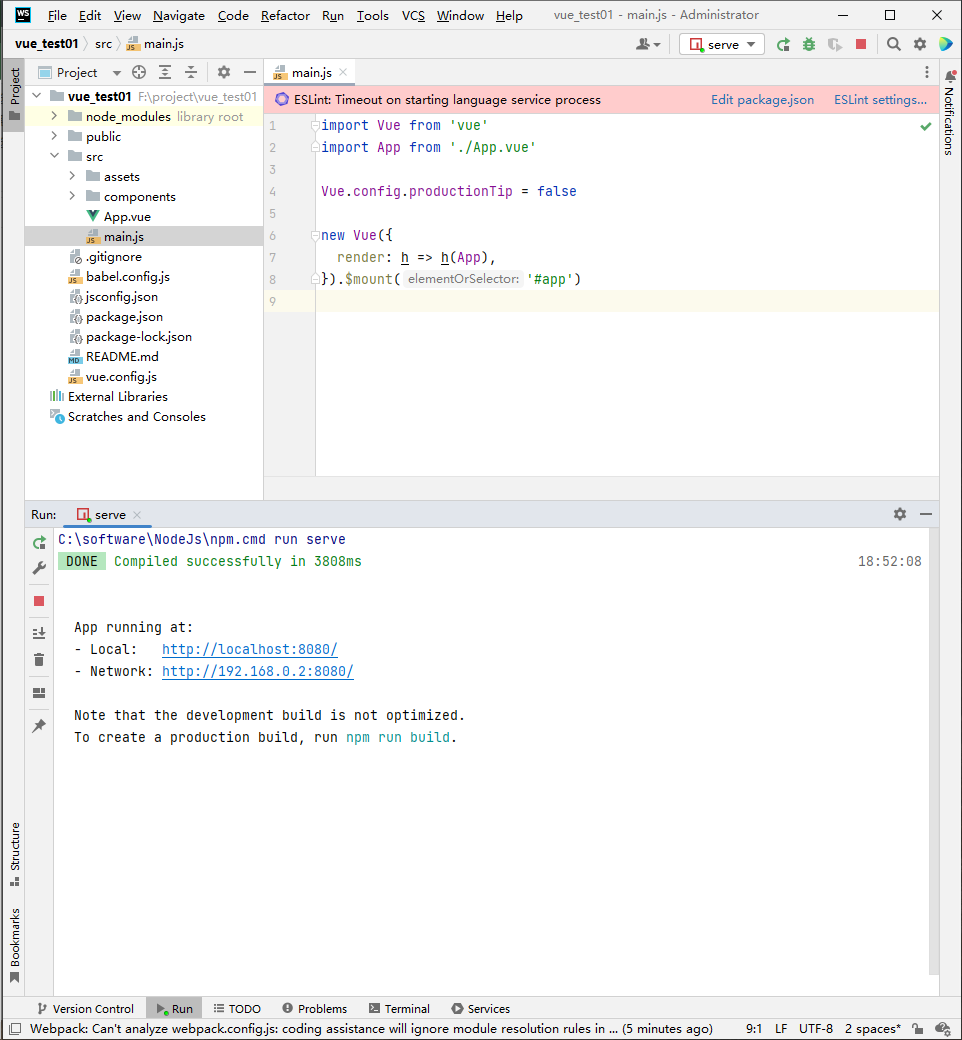 WS File Edit View Navigate Code Refactor Run Tools VCS Window Help vue_test01 - main.js - Administrator
vue_test01 src JS main.js serve
Project Project main.js
ESLint: Timeout on starting language service process Edit package.json ESLint settings...
Notifications
vue_test01 F:\project\vue_test01
node_modules library root
public
src
assets
components
App.vue
JS main.js
.gitignore
JS babel.config.js
jsconfig.json
package.json
package-lock.json
MD README.md
JS vue.config.js
External Libraries
Scratches and Consoles
1 import Vue from 'vue'
2 import App from './App.vue'
3
4 Vue.config.productionTip = false
5
6 new Vue({
7 render: h => h(App),
8 }).$mount( elementOrSelector: '#app')
9
Run: serve
C:\software\NodeJs\npm.cmd run serve
DONE Compiled successfully in 3808ms 18:52:08
App running at:
- Local: http://localhost:8080/
- Network: http://192.168.0.2:8080/
Note that the development build is not optimized.
To create a production build, run npm run build.
Structure
Bookmarks
Version Control Run TODO Problems Terminal Services
Webpack: Can't analyze webpack.config.js: coding assistance will ignore module resolution rules in ... (5 minutes ago) 9:1 LF UTF-8 2 spaces*